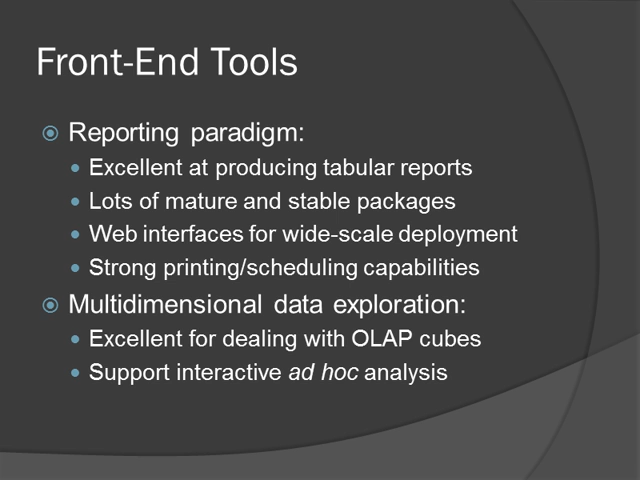 Front-End Tools
Reporting paradigm:
Excellent at producing tabular reports
Lots of mature and stable packages
Web interfaces for wide-scale deployment
Strong printing/scheduling capabilities
Multidimensional data exploration:
Excellent for dealing with OLAP cubes
Support interactive ad hoc analysis